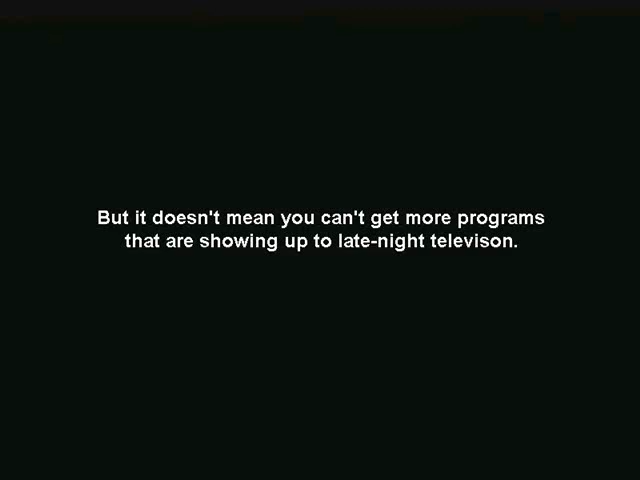 But it doesn't mean you can't get more programs
that are showing up to late-night televison.